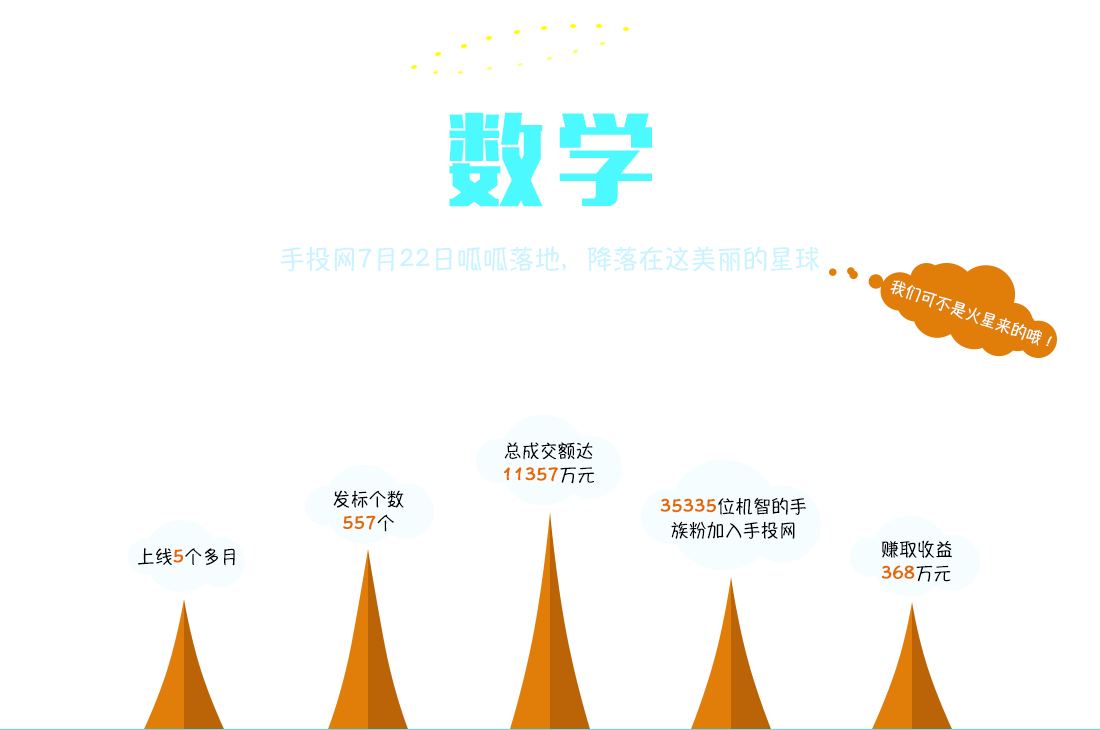 数学
手投网7月22日呱呱落地，降落在这美丽的星球
我们可不是火星来的哦！
总成交额达
11357万元
发标个数
557个
35335位机智的手
族粉加入手投网
上线5个多月
赚取收益
368万元